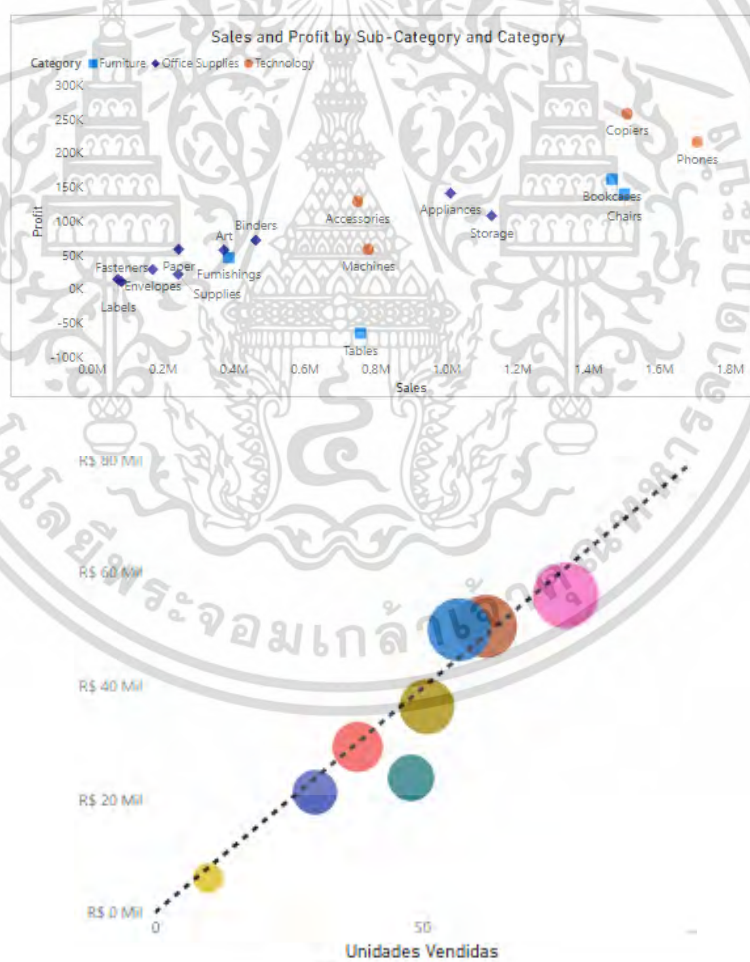 Sales and Profit by Sub-Category and Category
Category Furniture Office Supplies Technology
300K
250K
Copiers
200K
Phones
150K
Bookcases
Profit
100K
Accessories
Appliances
Chairs
Binders
Storage
Art
50K
Machines
Fasteners Paper Furnishings
0K
Envelopes Supplies
Labels
-50K
Tables
-100K
0.0M 0.2M 0.4M 0.8M 1.0M 1.2M 1.4M 1.6M 1.8M
Sales
R$ 80 Mil
R$ 60 Mil
R$ 40 Mil
R$ 20 Mil
R$ 0 Mil
0 50
Unidades Vendidas